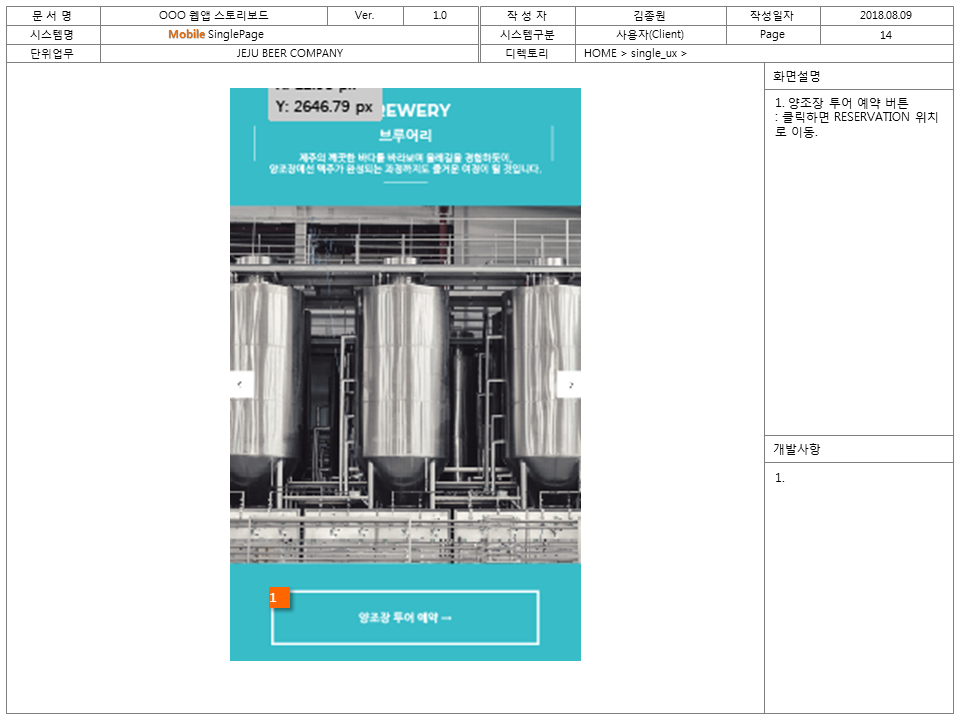 문 서 명 OOO 웹앱 스토리보드 Ver. 1.0 작 성 자 김종원 작성일자 2018.08.09
시스템명 Mobile SinglePage 시스템구분 사용자(Client) Page 14
단위업무 JEJU BEER COMPANY 디렉토리 HOME > single_ux >
화면설명
1. 양조장 투어 예약 버튼
: 클릭하면 RESERVATION 위치
로 이동.
Y: 2646.79 px
REWERY
브루어리
제주의 깨끗한 바다를 바라보며 올레길을 경험하듯이,
양조장에선 맥주가 완성되는 과정까지도 즐거운 여정이 될 것입니다.
‹
›
개발사항
1.
1
양조장 투어 예약 →